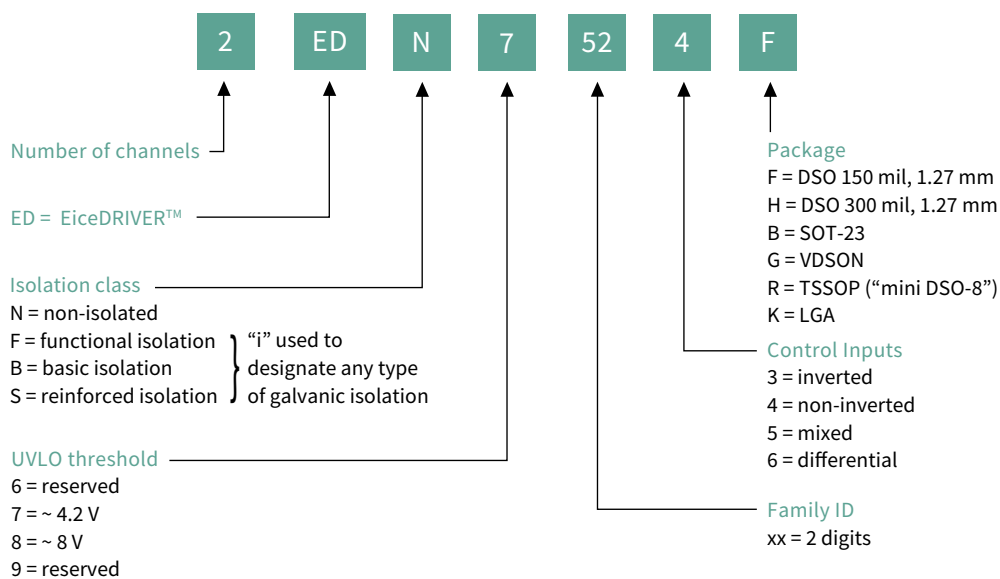 2 ED N 7 52 4 F
Number of channels
ED = EiceDRIVER™
Isolation class
N = non-isolated
F = functional isolation
B = basic isolation
S = reinforced isolation
} "i" used to
designate any type
of galvanic isolation
UVLO threshold
6 = reserved
7 = ~ 4.2 V
8 = ~ 8 V
9 = reserved
Package
F = DSO 150 mil, 1.27 mm
H = DSO 300 mil, 1.27 mm
B = SOT-23
G = VDSON
R = TSSOP (“mini DSO-8”)
K = LGA
Control Inputs
3 = inverted
4 = non-inverted
5 = mixed
6 = differential
Family ID
xx = 2 digits